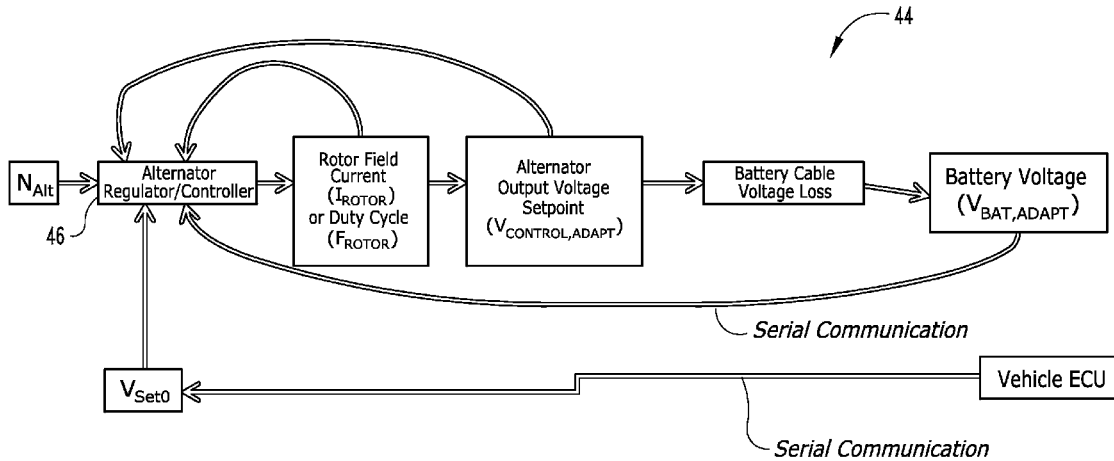 44
N_Alt
Alternator
Regulator/Controller
46
Rotor Field
Current
(I_ROTOR)
or Duty Cycle
(F_ROTOR)
Alternator
Output Voltage
Setpoint
(V_CONTROL,ADAPT)
Battery Cable
Voltage Loss
Battery Voltage
(V_BAT,ADAPT)
Serial Communication
V_Set0
Vehicle ECU
Serial Communication